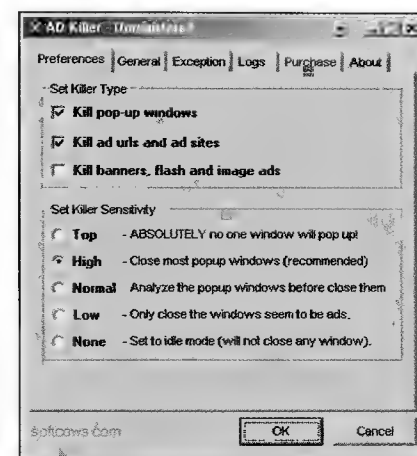 AD Killer -
Preferences General Exception Logs Purchase About
Set Killer Type
Kill pop-up windows
Kill ad urls and ad sites
Kill banners, flash and image ads
Set Killer Sensitivity
Top - ABSOLUTELY no one window will pop up!
High - Close most popup windows (recommended)
Normal Analyze the popup windows before close them
Low - Only close the windows seem to be ads.
None - Set to idle mode (will not close any window).
softcows.com OK Cancel